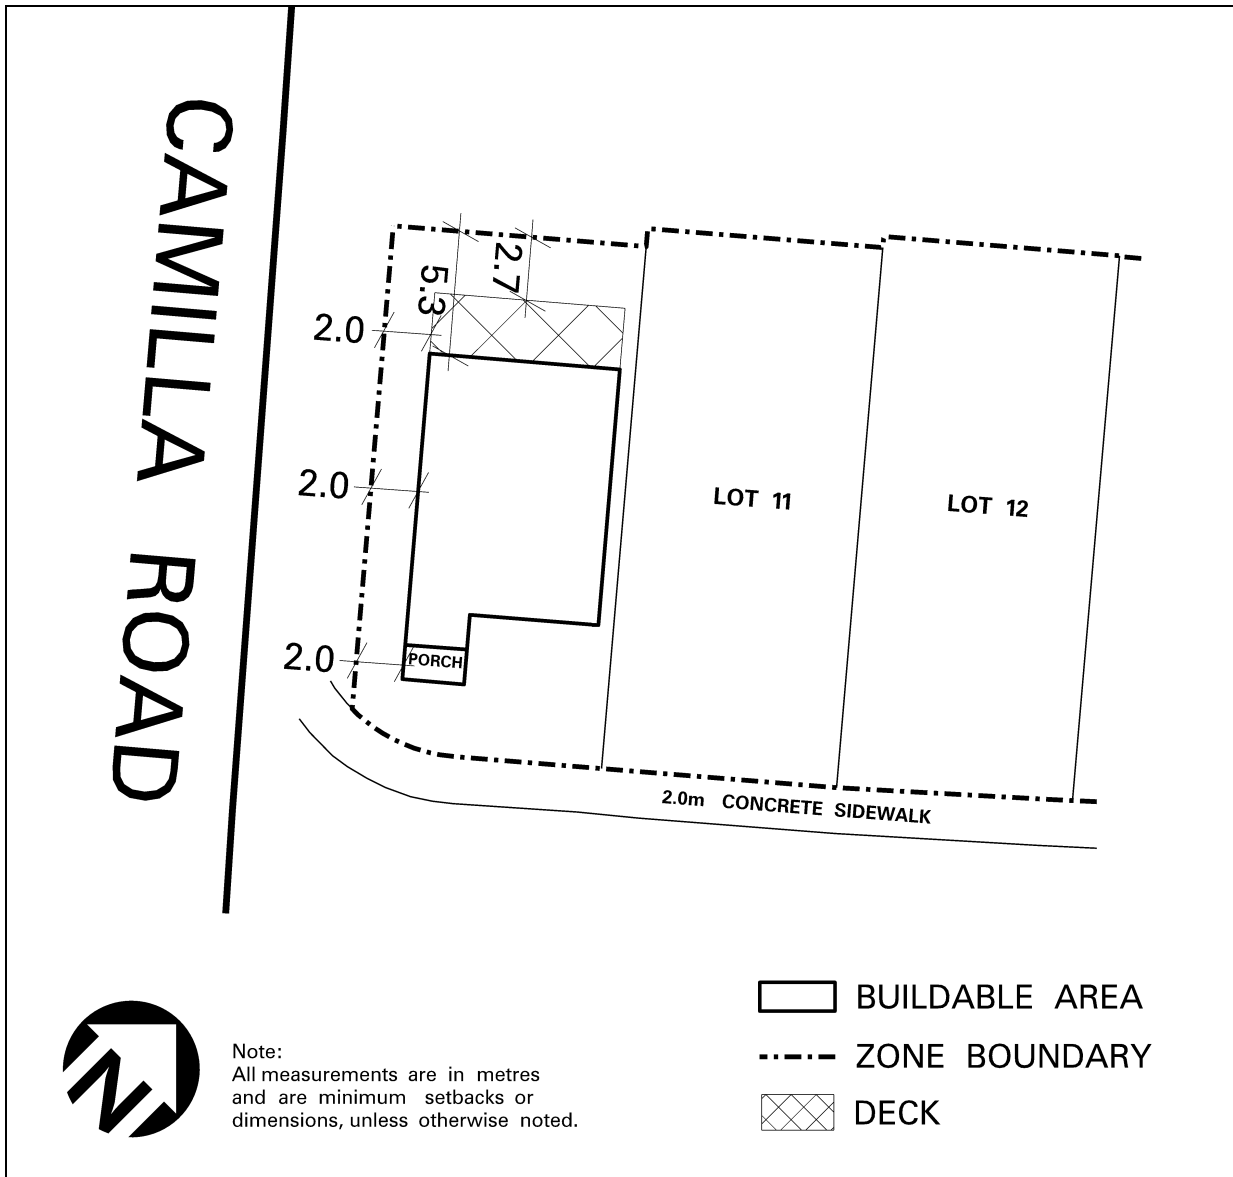 CAMILLA ROAD
2.7
5.3
2.0
2.0
2.0
PORCH
LOT 11
LOT 12
2.0m CONCRETE SIDEWALK
N
Note:
All measurements are in metres
and are minimum setbacks or
dimensions, unless otherwise noted.
BUILDABLE AREA
ZONE BOUNDARY
DECK